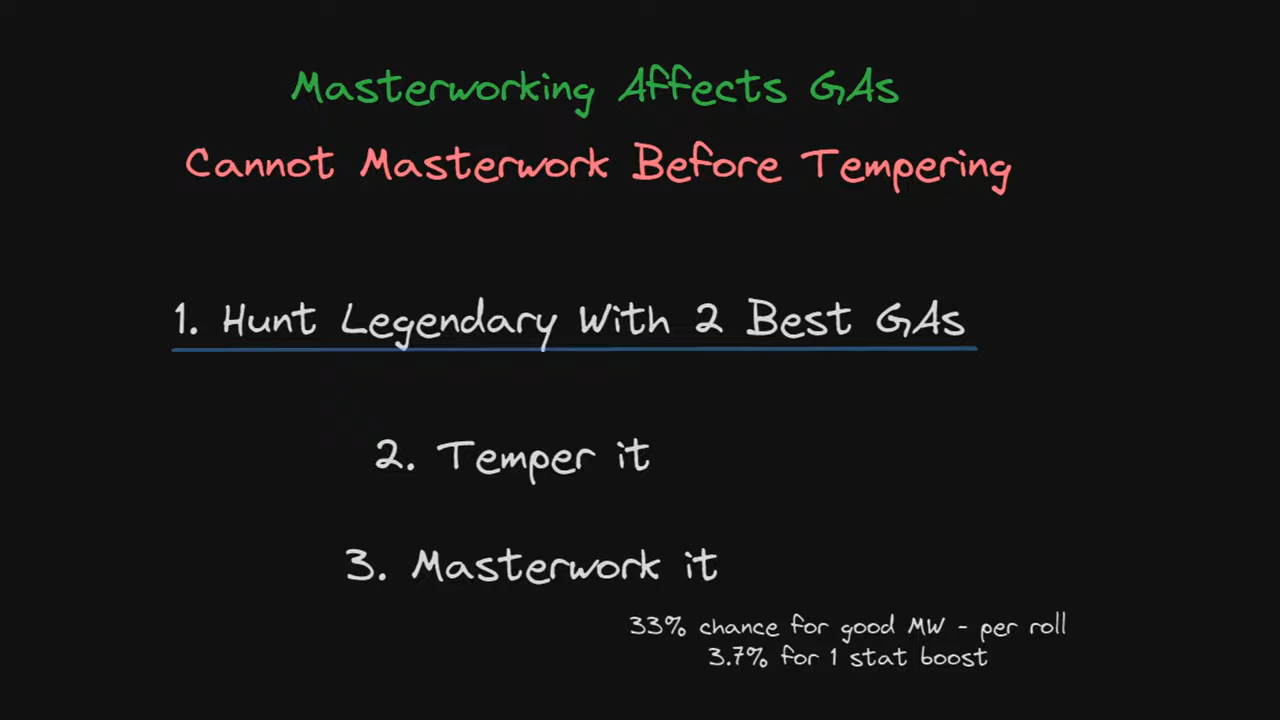 Masterworking Affects GAs
Cannot Masterwork Before Tempering
1. Hunt Legendary With 2 Best GAs
2. Temper it
3. Masterwork it
33% chance for good MW - per roll
3.7% for 1 stat boost